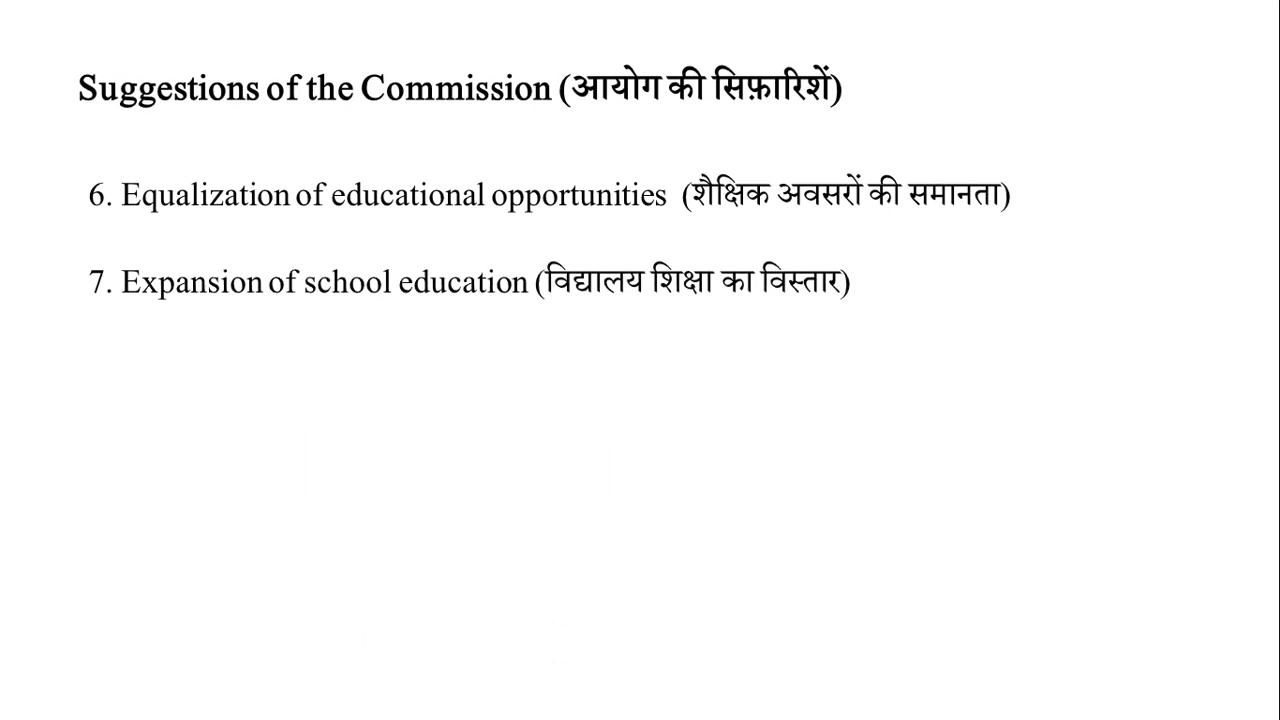 Suggestions of the Commission (आयोग की सिफ़ारिशें)
6. Equalization of educational opportunities (शैक्षिक अवसरों की समानता)
7. Expansion of school education (विद्यालय शिक्षा का विस्तार)